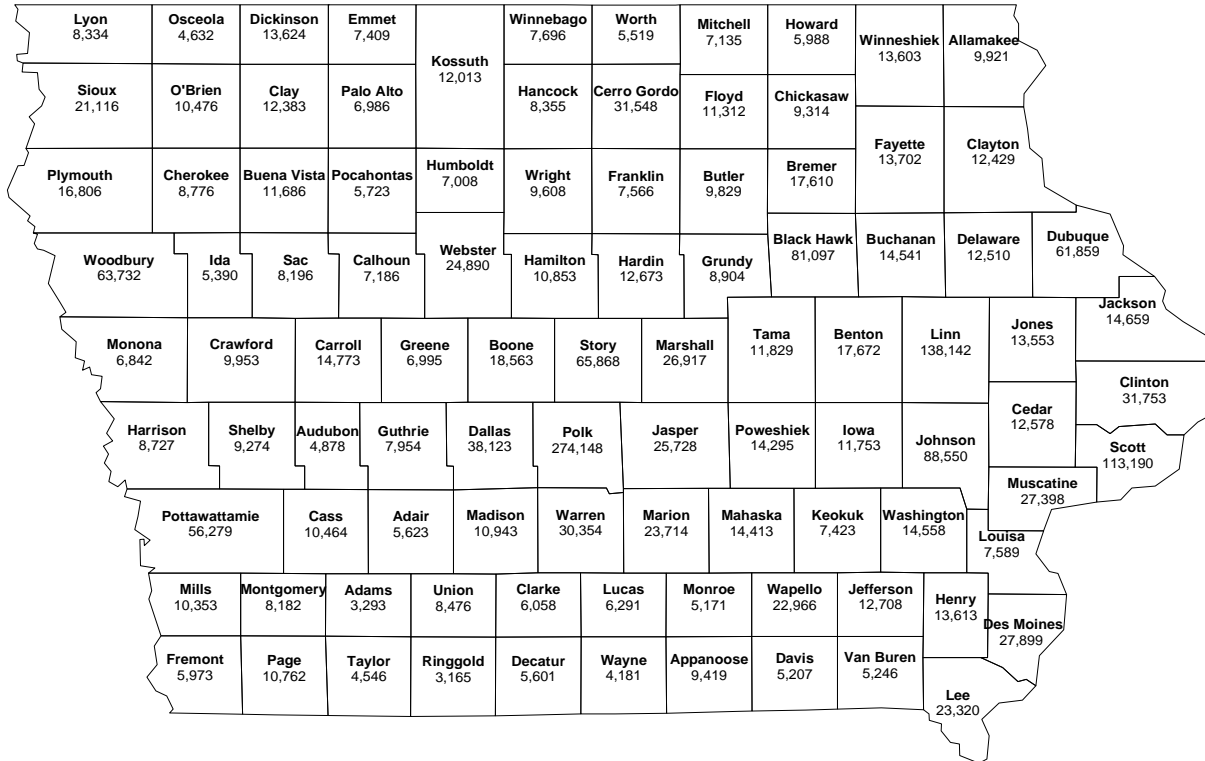 Lyon
8,334
Osceola
4,632
Dickinson
13,624
Emmet
7,409
Kossuth
12,013
Winnebago
7,696
Worth
5,519
Mitchell
7,135
Howard
5,988
Winneshiek
13,603
Allamakee
9,921
Sioux
21,116
O'Brien
10,476
Clay
12,383
Palo Alto
6,986
Hancock
8,355
Cerro Gordo
31,548
Floyd
11,312
Chickasaw
9,314
Fayette
13,702
Clayton
12,429
Plymouth
16,806
Cherokee
8,776
Buena Vista
11,686
Pocahontas
5,723
Humboldt
7,008
Wright
9,608
Franklin
7,566
Butler
9,829
Bremer
17,610
Woodbury
63,732
Ida
5,390
Sac
8,196
Calhoun
7,186
Webster
24,890
Hamilton
10,853
Hardin
12,673
Grundy
8,904
Black Hawk
81,097
Buchanan
14,541
Delaware
12,510
Dubuque
61,859
Jackson
14,659
Monona
6,842
Crawford
9,953
Carroll
14,773
Greene
6,995
Boone
18,563
Story
65,868
Marshall
26,917
Tama
11,829
Benton
17,672
Linn
138,142
Jones
13,553
Clinton
31,753
Harrison
8,727
Shelby
9,274
Audubon
4,878
Guthrie
7,954
Dallas
38,123
Polk
274,148
Jasper
25,728
Poweshiek
14,295
Iowa
11,753
Johnson
88,550
Cedar
12,578
Scott
113,190
Muscatine
27,398
Pottawattamie
56,279
Cass
10,464
Adair
5,623
Madison
10,943
Warren
30,354
Marion
23,714
Mahaska
14,413
Keokuk
7,423
Washington
14,558
Louisa
7,589
Mills
10,353
Montgomery
8,182
Adams
3,293
Union
8,476
Clarke
6,058
Lucas
6,291
Monroe
5,171
Wapello
22,966
Jefferson
12,708
Henry
13,613
Des Moines
27,899
Fremont
5,973
Page
10,762
Taylor
4,546
Ringgold
3,165
Decatur
5,601
Wayne
4,181
Appanoose
9,419
Davis
5,207
Van Buren
5,246
Lee
23,320